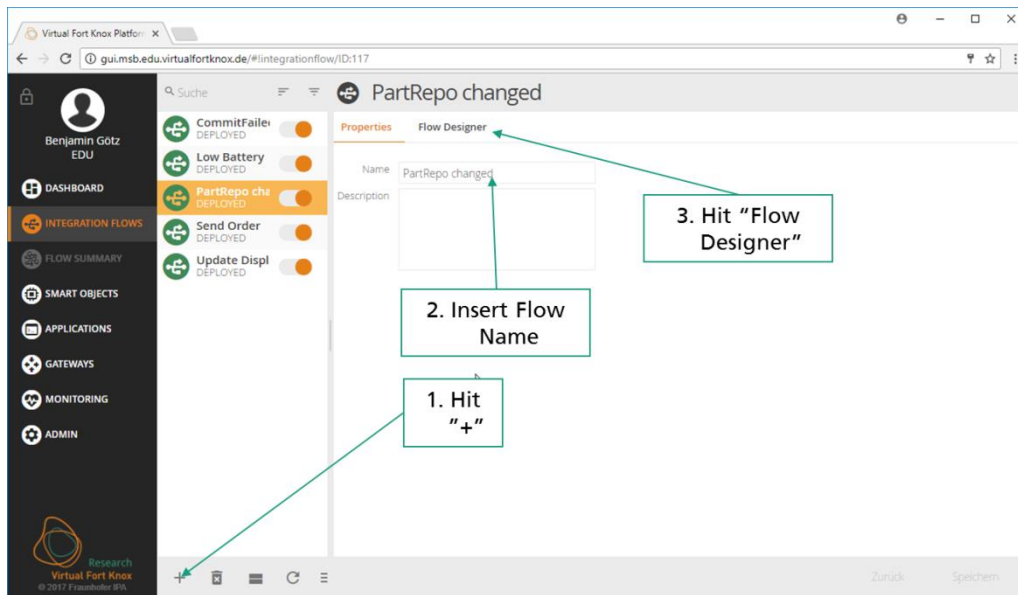 Virtual Fort Knox Platform
gui.msb.edu.virtualfortknox.de/#!integrationflow/ID:117
Benjamin Götz
EDU
DASHBOARD
INTEGRATION FLOWS
FLOW SUMMARY
SMART OBJECTS
APPLICATIONS
GATEWAYS
MONITORING
ADMIN
Research
Virtual Fort Knox
© 2017 Fraunhofer IPA
Suche
CommitFailed
DEPLOYED
Low Battery
DEPLOYED
PartRepo cha
DEPLOYED
Send Order
DEPLOYED
Update Displ
DEPLOYED
PartRepo changed
Properties Flow Designer
Name PartRepo changed
Description
3. Hit “Flow
Designer”
2. Insert Flow
Name
1. Hit
”+”
Zurück Speichern